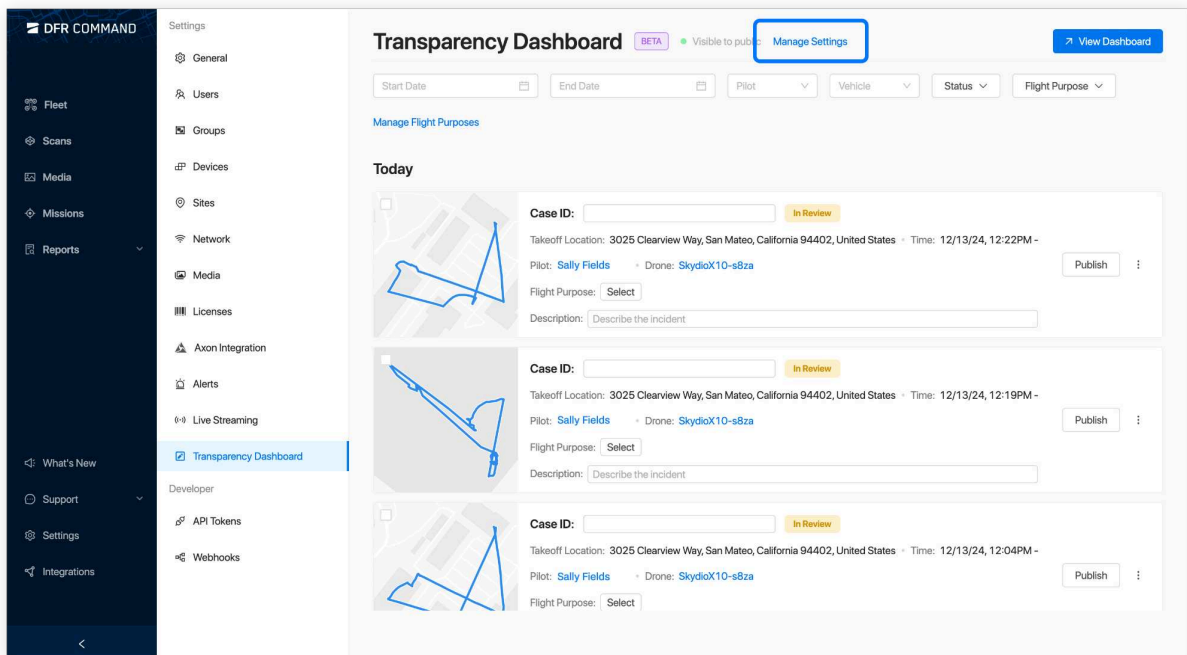 DFR COMMAND
Fleet
Scans
Media
Missions
Reports
What's New
Support
Settings
Integrations
Settings
General
Users
Groups
Devices
Sites
Network
Media
Licenses
Axon Integration
Alerts
Live Streaming
Transparency Dashboard
Developer
API Tokens
Webhooks
Transparency Dashboard BETA Visible to public Manage Settings View Dashboard
Start Date End Date Pilot Vehicle Status Flight Purpose
Manage Flight Purposes
Today
Case ID: In Review
Takeoff Location: 3025 Clearview Way, San Mateo, California 94402, United States • Time: 12/13/24, 12:22PM -
Pilot: Sally Fields • Drone: SkydioX10-s8za Publish
Flight Purpose: Select
Description: Describe the incident
Case ID: In Review
Takeoff Location: 3025 Clearview Way, San Mateo, California 94402, United States • Time: 12/13/24, 12:19PM -
Pilot: Sally Fields • Drone: SkydioX10-s8za Publish
Flight Purpose: Select
Description: Describe the incident
Case ID: In Review
Takeoff Location: 3025 Clearview Way, San Mateo, California 94402, United States • Time: 12/13/24, 12:04PM -
Pilot: Sally Fields • Drone: SkydioX10-s8za Publish
Flight Purpose: Select